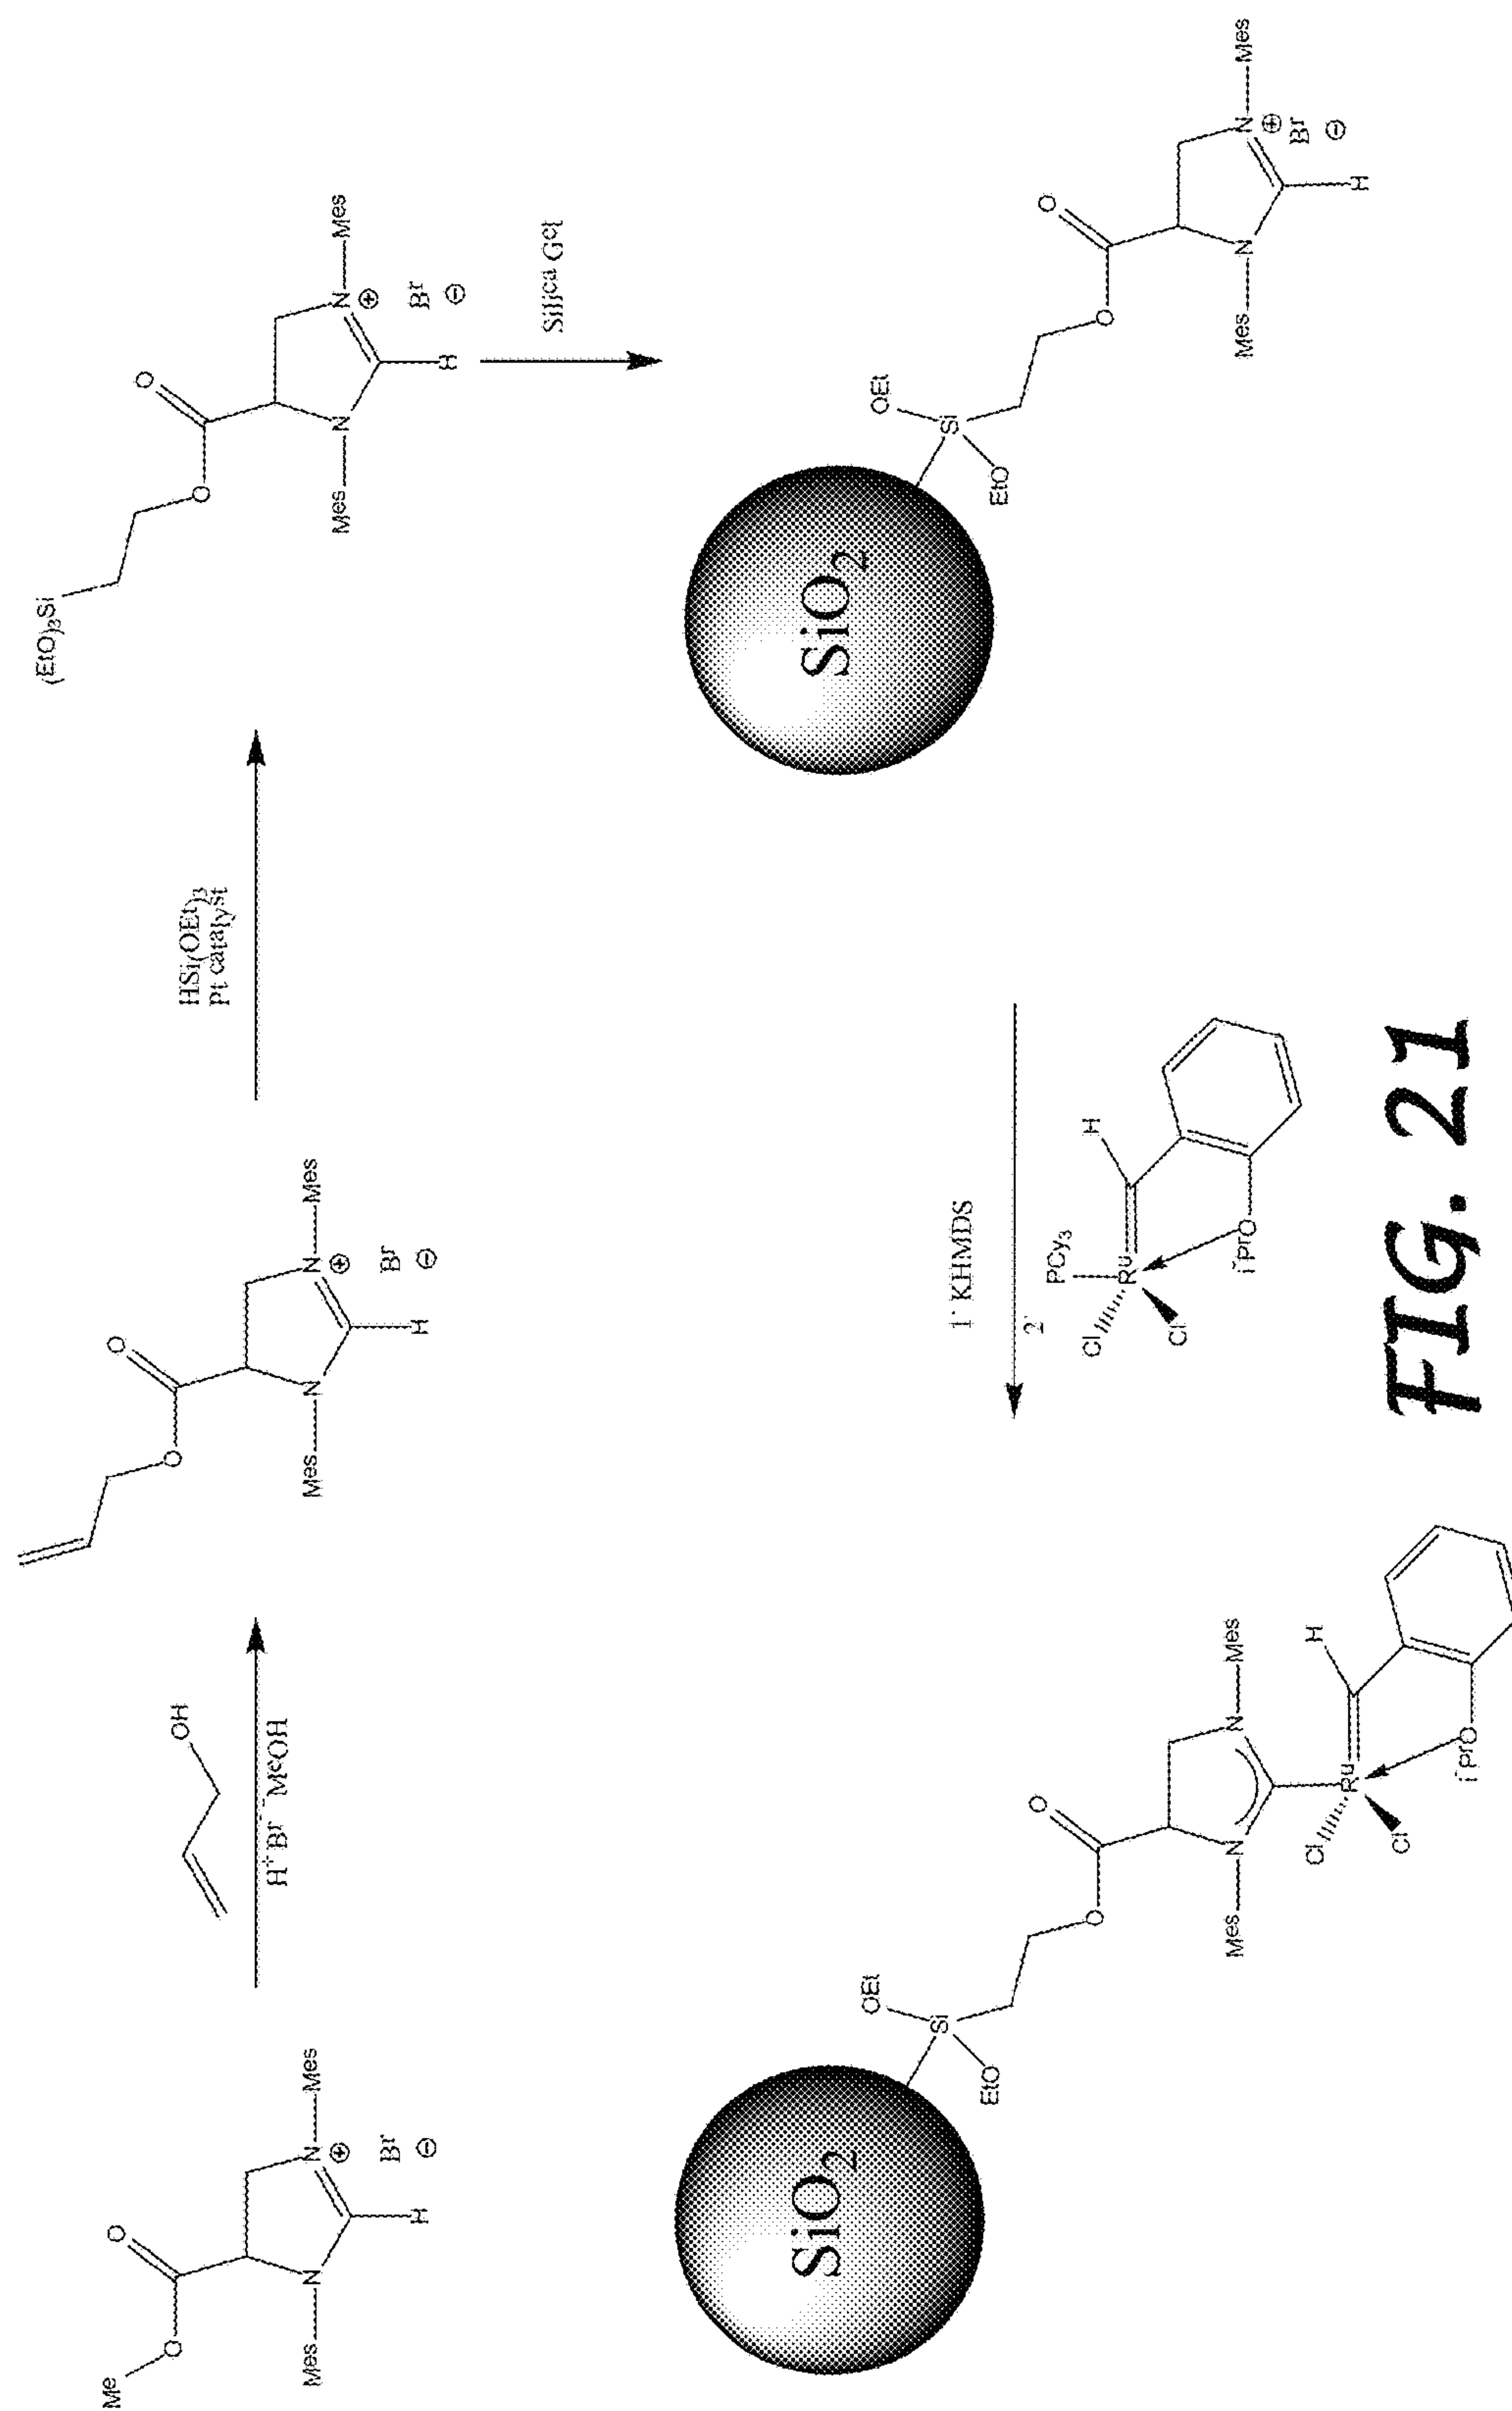 Me
O
O
Mes
N
N
Mes
⊕
Br
⊖
H
OH
H⁺ Br⁻ - MeOH
O
O
Mes
N
N
Mes
⊕
Br
⊖
H
HSi(OEt)3
Pt catalyst
(EtO)3Si
O
O
Mes
N
N
Mes
⊕
Br
⊖
H
Silica Gel
SiO2
OEt
Si
EtO
O
O
Mes
N
N
Mes
⊕
Br
⊖
H
1. KHMDS
2.
PCy3
H
Cl
Ru
Cl
iPrO
SiO2
OEt
Si
EtO
O
O
Mes
N
N
Mes
H
Cl
Ru
Cl
iPrO
FIG. 21